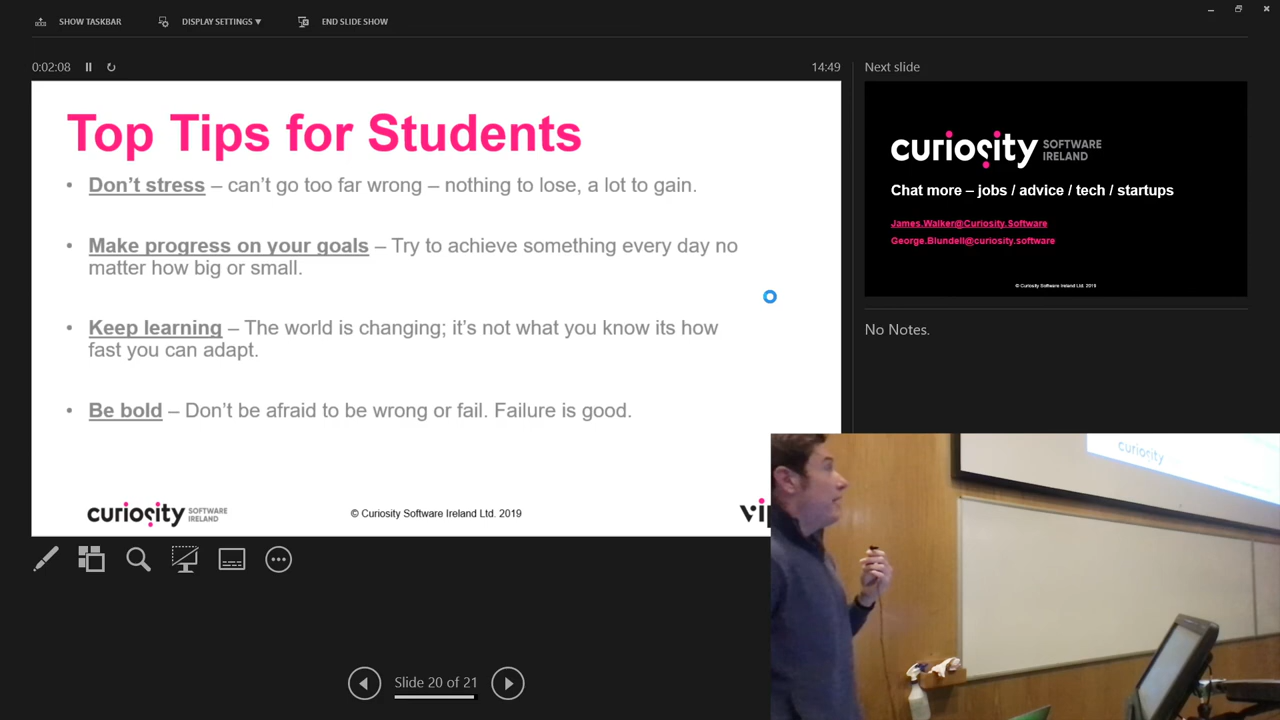 SHOW TASKBAR
DISPLAY SETTINGS
END SLIDE SHOW
0:02:08
14:49
Next slide
Top Tips for Students
• Don't stress – can't go too far wrong – nothing to lose, a lot to gain.
• Make progress on your goals – Try to achieve something every day no
matter how big or small.
• Keep learning – The world is changing; it's not what you know its how
fast you can adapt.
• Be bold – Don't be afraid to be wrong or fail. Failure is good.
curiosity SOFTWARE
IRELAND
© Curiosity Software Ireland Ltd. 2019
curiosity SOFTWARE
IRELAND
Chat more – jobs / advice / tech / startups
James.Walker@Curiosity.Software
George.Blundell@curiosity.software
© Curiosity Software Ireland Ltd. 2019
No Notes.
curiosity
Slide 20 of 21